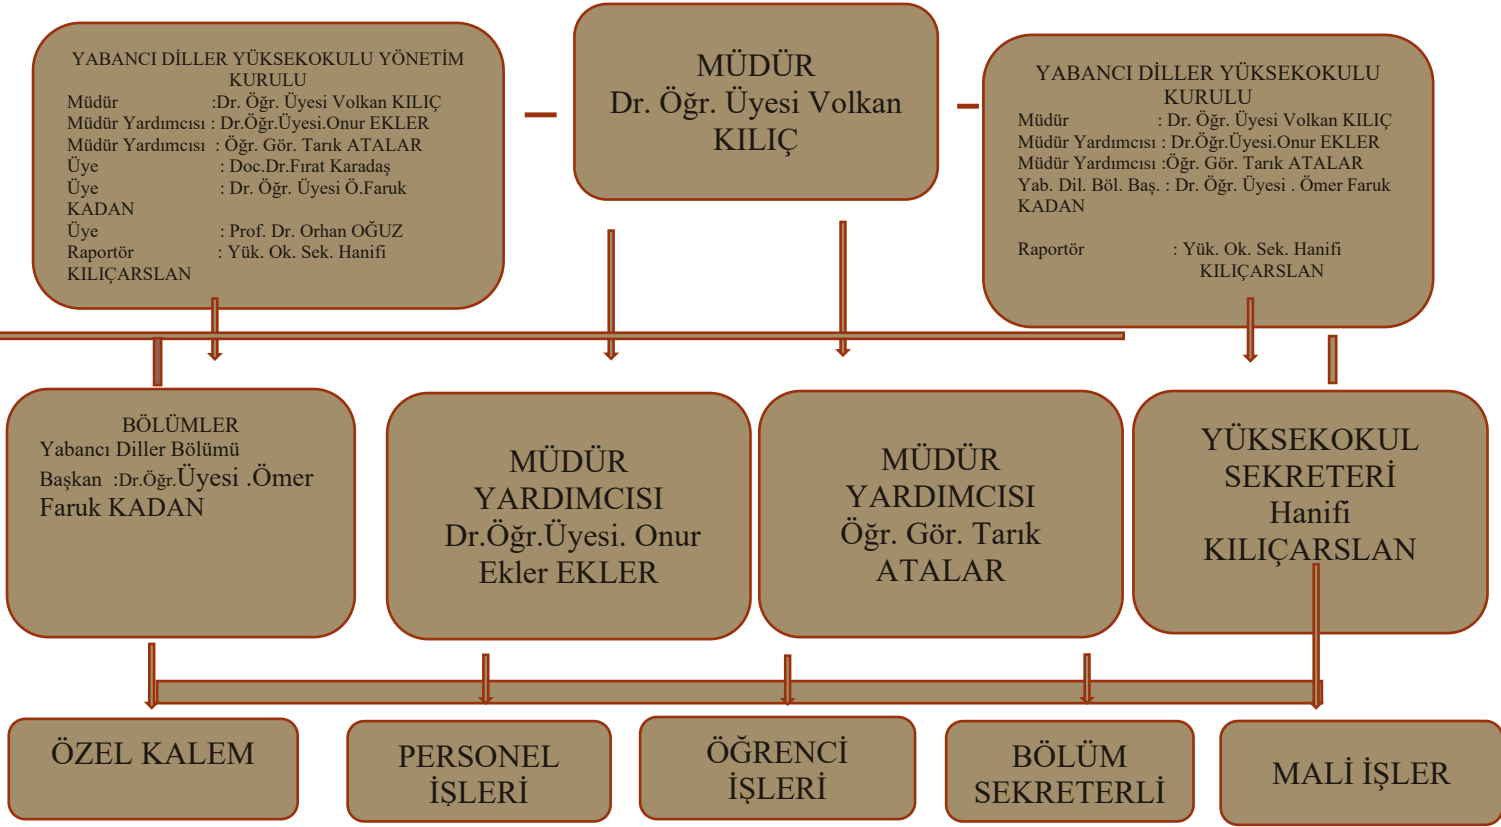 YABANCI DİLLER YÜKSEKOKULU YÖNETİM
KURULU
Müdür :Dr. Öğr. Üyesi Volkan KILIÇ
Müdür Yardımcısı : Dr.Öğr.Üyesi.Onur EKLER
Müdür Yardımcısı : Öğr. Gör. Tarık ATALAR
Üye : Doc.Dr.Fırat Karadaş
Üye : Dr. Öğr. Üyesi Ö.Faruk
KADAN
Üye : Prof. Dr. Orhan OĞUZ
Raportör : Yük. Ok. Sek. Hanifi
KILIÇARSLAN
MÜDÜR
Dr. Öğr. Üyesi Volkan
KILIÇ
YABANCI DİLLER YÜKSEKOKULU
KURULU
Müdür : Dr. Öğr. Üyesi Volkan KILIÇ
Müdür Yardımcısı : Dr.Öğr.Üyesi.Onur EKLER
Müdür Yardımcısı :Öğr. Gör. Tarık ATALAR
Yab. Dil. Böl. Baş. : Dr. Öğr. Üyesi . Ömer Faruk
KADAN
Raportör : Yük. Ok. Sek. Hanifi
KILIÇARSLAN
BÖLÜMLER
Yabancı Diller Bölümü
Başkan :Dr.Öğr.Üyesi .Ömer
Faruk KADAN
MÜDÜR
YARDIMCISI
Dr.Öğr.Üyesi. Onur
Ekler EKLER
MÜDÜR
YARDIMCISI
Öğr. Gör. Tarık
ATALAR
YÜKSEKOKUL
SEKRETERİ
Hanifi
KILIÇARSLAN
ÖZEL KALEM
PERSONEL
İŞLERİ
ÖĞRENCİ
İŞLERİ
BÖLÜM
SEKRETERLİ
MALİ İŞLER